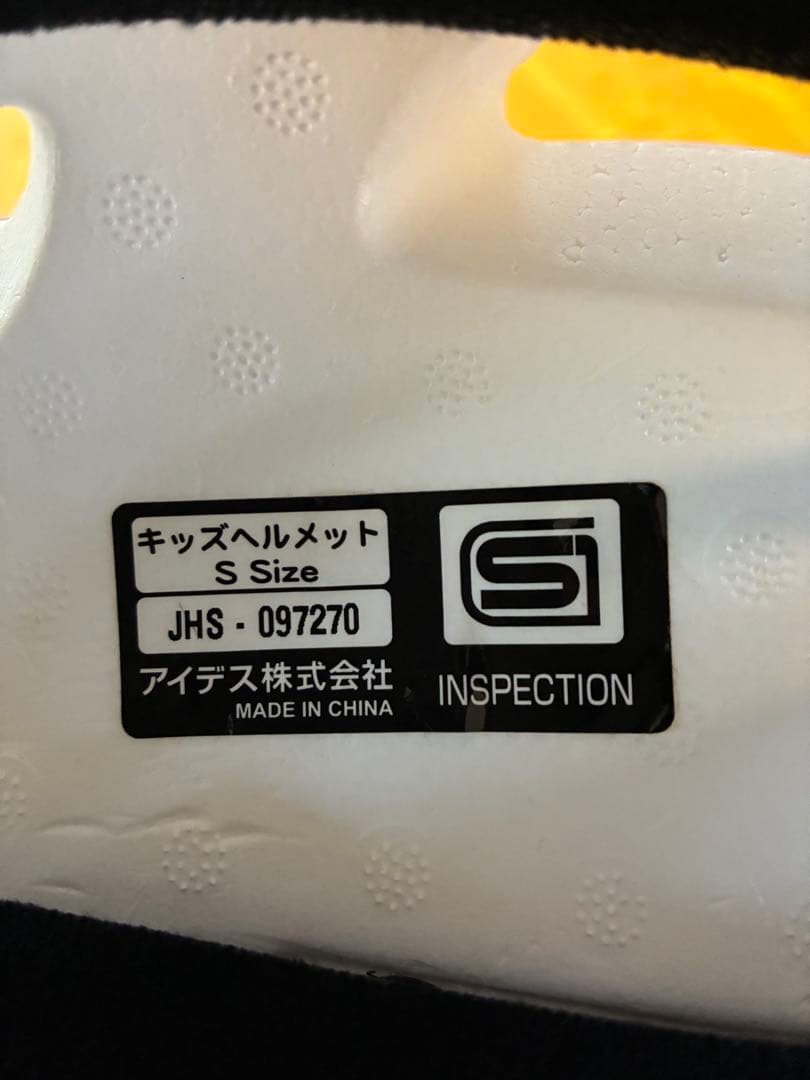 キッズヘルメット
S Size
JHS - 097270
アイデス株式会社
MADE IN CHINA
INSPECTION